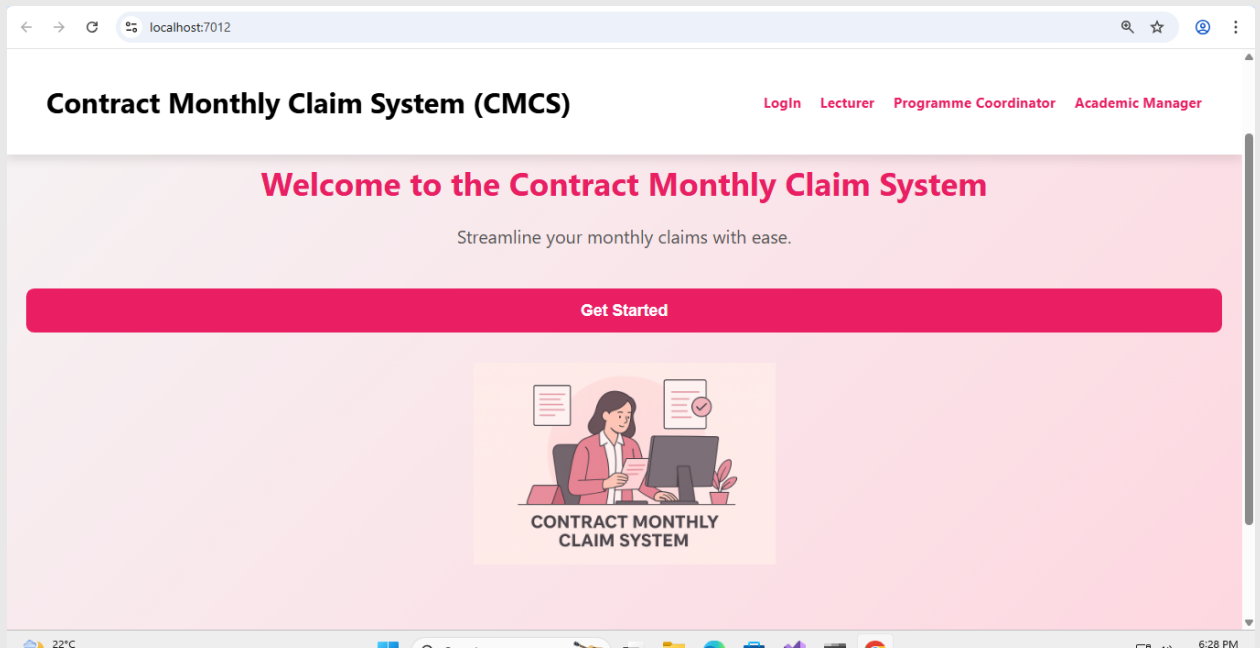 localhost:7012
Contract Monthly Claim System (CMCS)
LogIn Lecturer Programme Coordinator Academic Manager
Welcome to the Contract Monthly Claim System
Streamline your monthly claims with ease.
Get Started
CONTRACT MONTHLY
CLAIM SYSTEM
22°C
6:28 PM